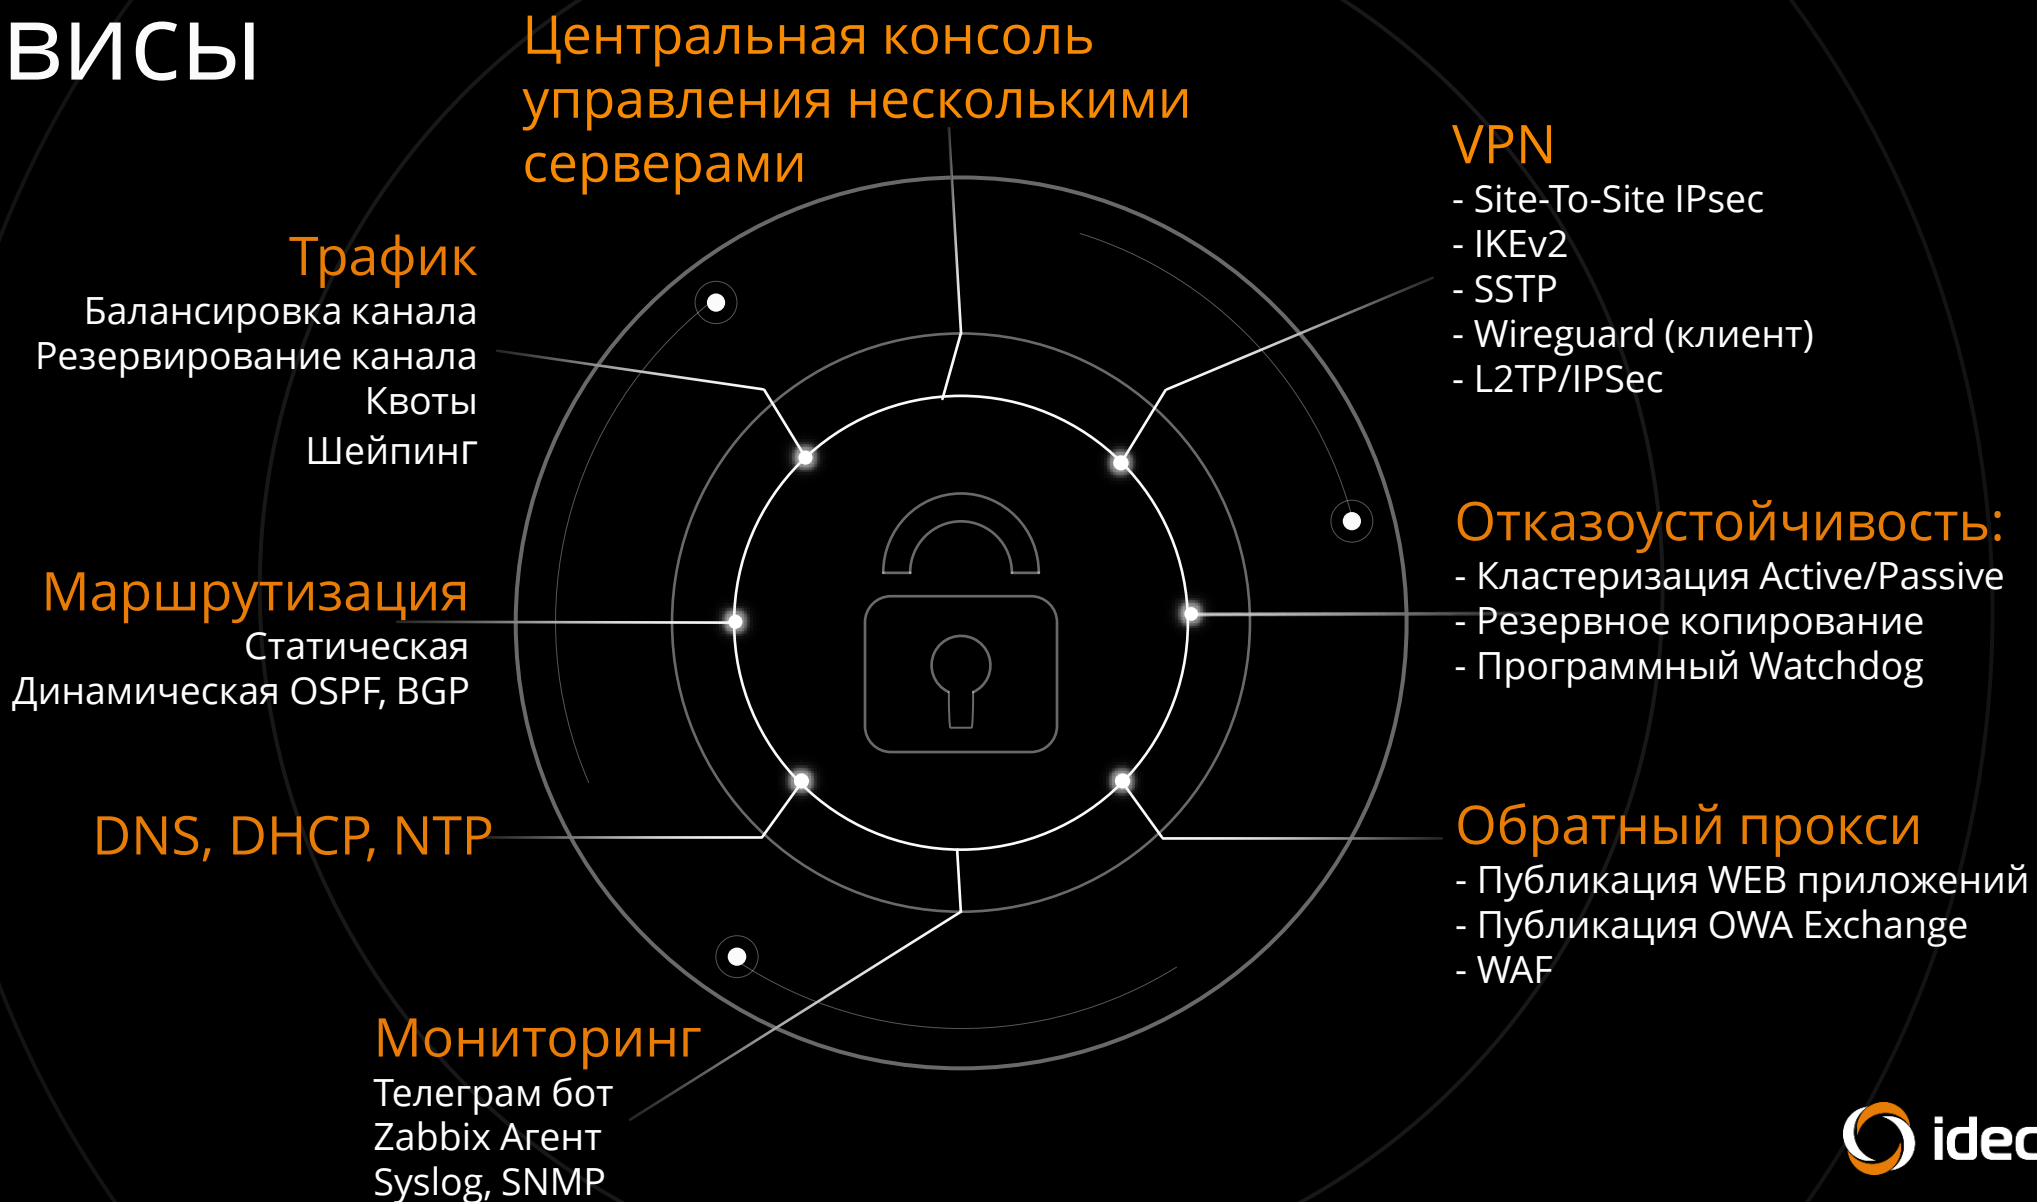 висы
Центральная консоль
управления несколькими
серверами
Трафик
Балансировка канала
Резервирование канала
Квоты
Шейпинг
Маршрутизация
Статическая
Динамическая OSPF, BGP
DNS, DHCP, NTP
Мониторинг
Телеграм бот
Zabbix Агент
Syslog, SNMP
VPN
- Site-To-Site IPsec
- IKEv2
- SSTP
- Wireguard (клиент)
- L2TP/IPSec
Отказоустойчивость:
- Кластеризация Active/Passive
- Резервное копирование
- Программный Watchdog
Обратный прокси
- Публикация WEB приложений
- Публикация OWA Exchange
- WAF
idec